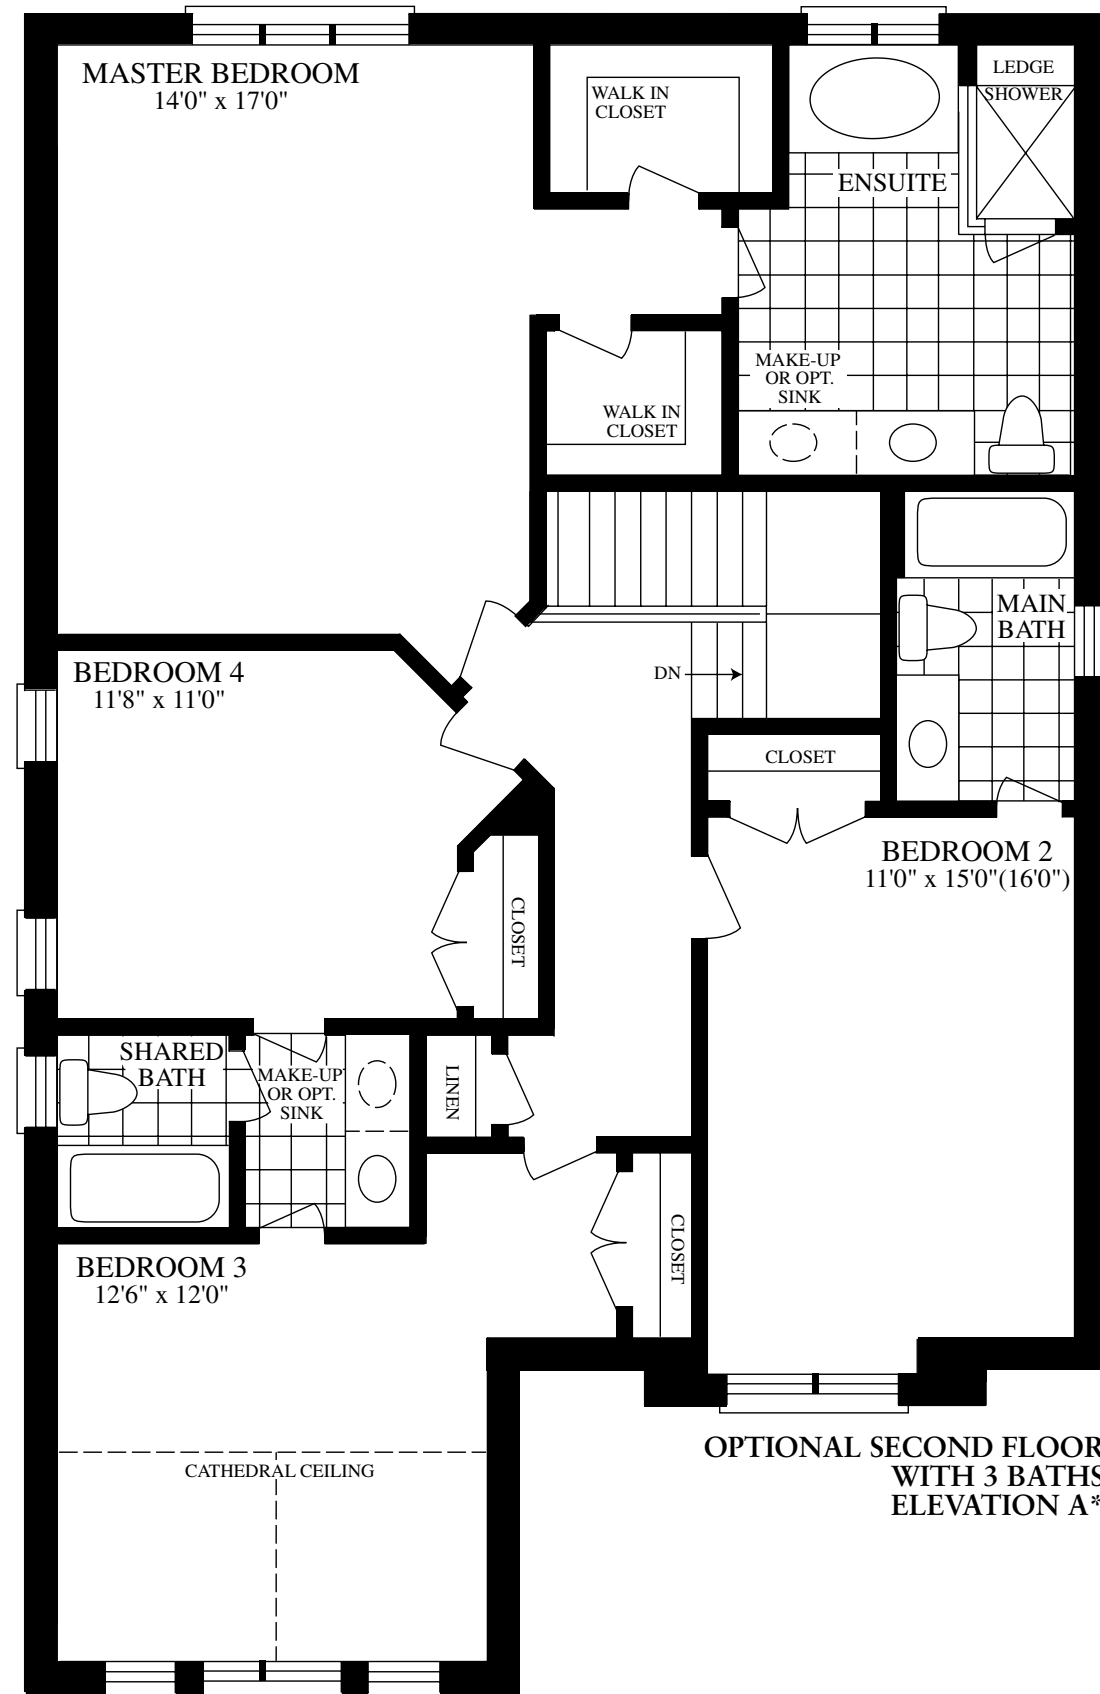 MASTER BEDROOM
14'0" x 17'0"
WALK IN
CLOSET
LEDGE
SHOWER
ENSUITE
WALK IN
CLOSET
MAKE-UP
OR OPT.
SINK
MAIN
BATH
BEDROOM 4
11'8" x 11'0"
DN
CLOSET
BEDROOM 2
11'0" x 15'0"(16'0")
CLOSET
SHARED
BATH
MAKE-UP
OR OPT.
SINK
LINEN
CLOSET
BEDROOM 3
12'6" x 12'0"
CATHEDRAL CEILING
OPTIONAL SECOND FLOOR
WITH 3 BATHS
ELEVATION A*